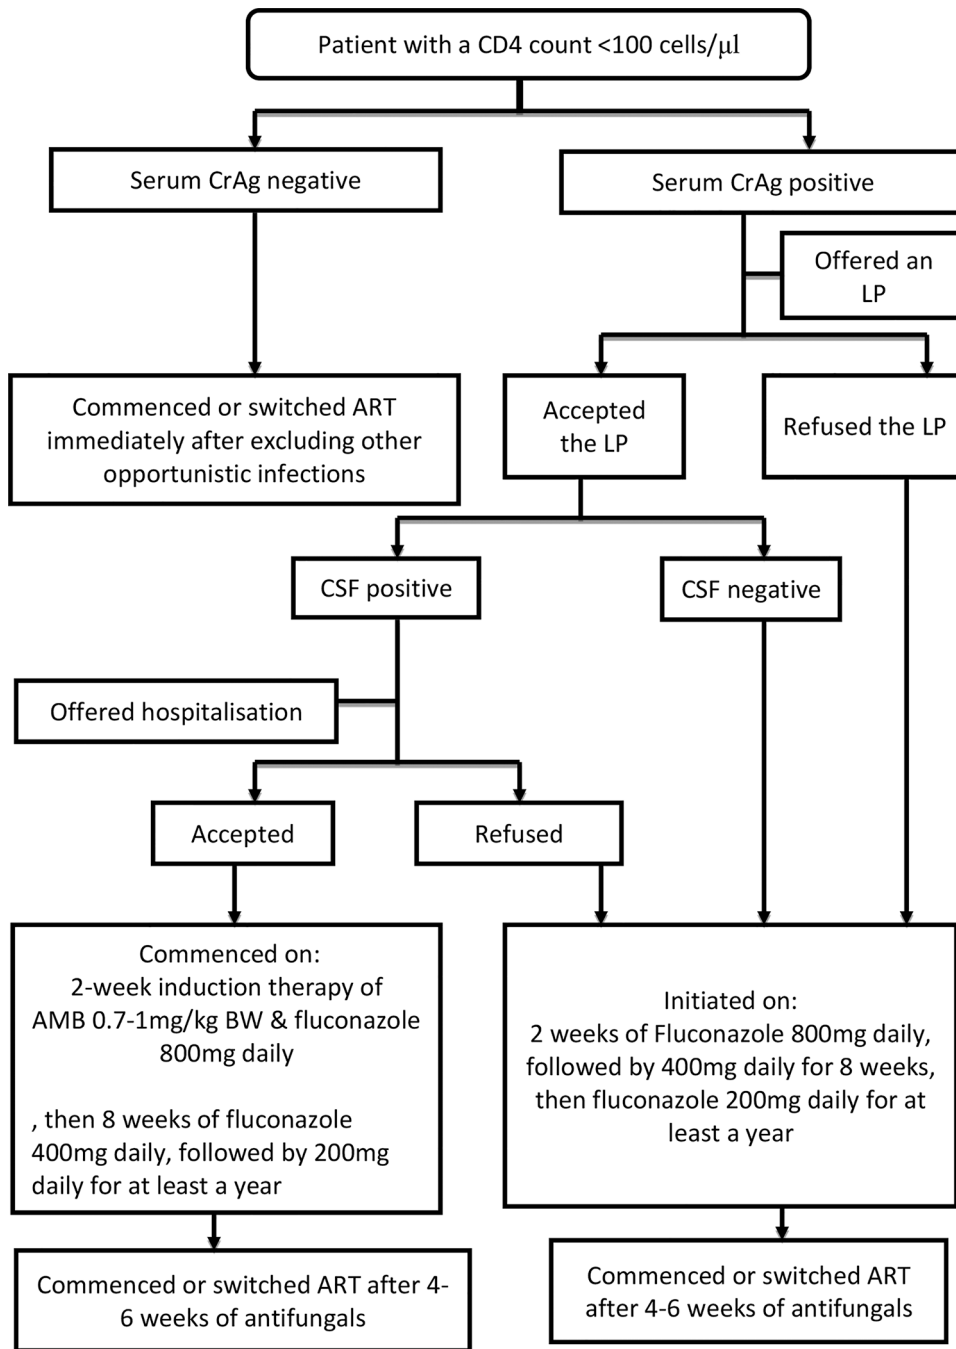 Patient with a CD4 count <100 cells/μl
Serum CrAg negative
Serum CrAg positive
Offered an
LP
Commenced or switched ART
immediately after excluding other
opportunistic infections
Accepted
the LP
Refused the LP
CSF positive
CSF negative
Offered hospitalisation
Accepted
Refused
Commenced on:
2-week induction therapy of
AMB 0.7-1mg/kg BW & fluconazole
800mg daily
, then 8 weeks of fluconazole
400mg daily, followed by 200mg
daily for at least a year
Initiated on:
2 weeks of Fluconazole 800mg daily,
followed by 400mg daily for 8 weeks,
then fluconazole 200mg daily for at
least a year
Commenced or switched ART after 4-
6 weeks of antifungals
Commenced or switched ART
after 4-6 weeks of antifungals